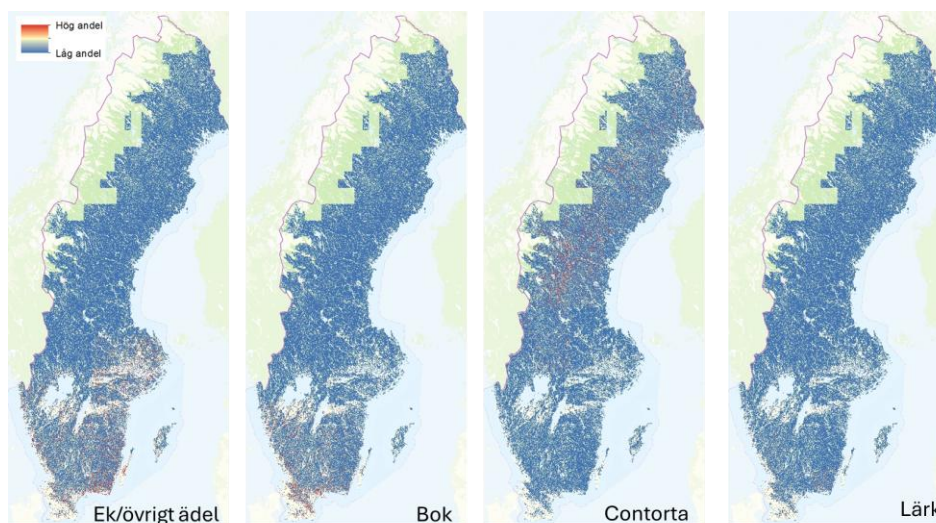 Hög andel
Låg andel
Ek/övrigt ädel
Bok
Contorta
Lärk